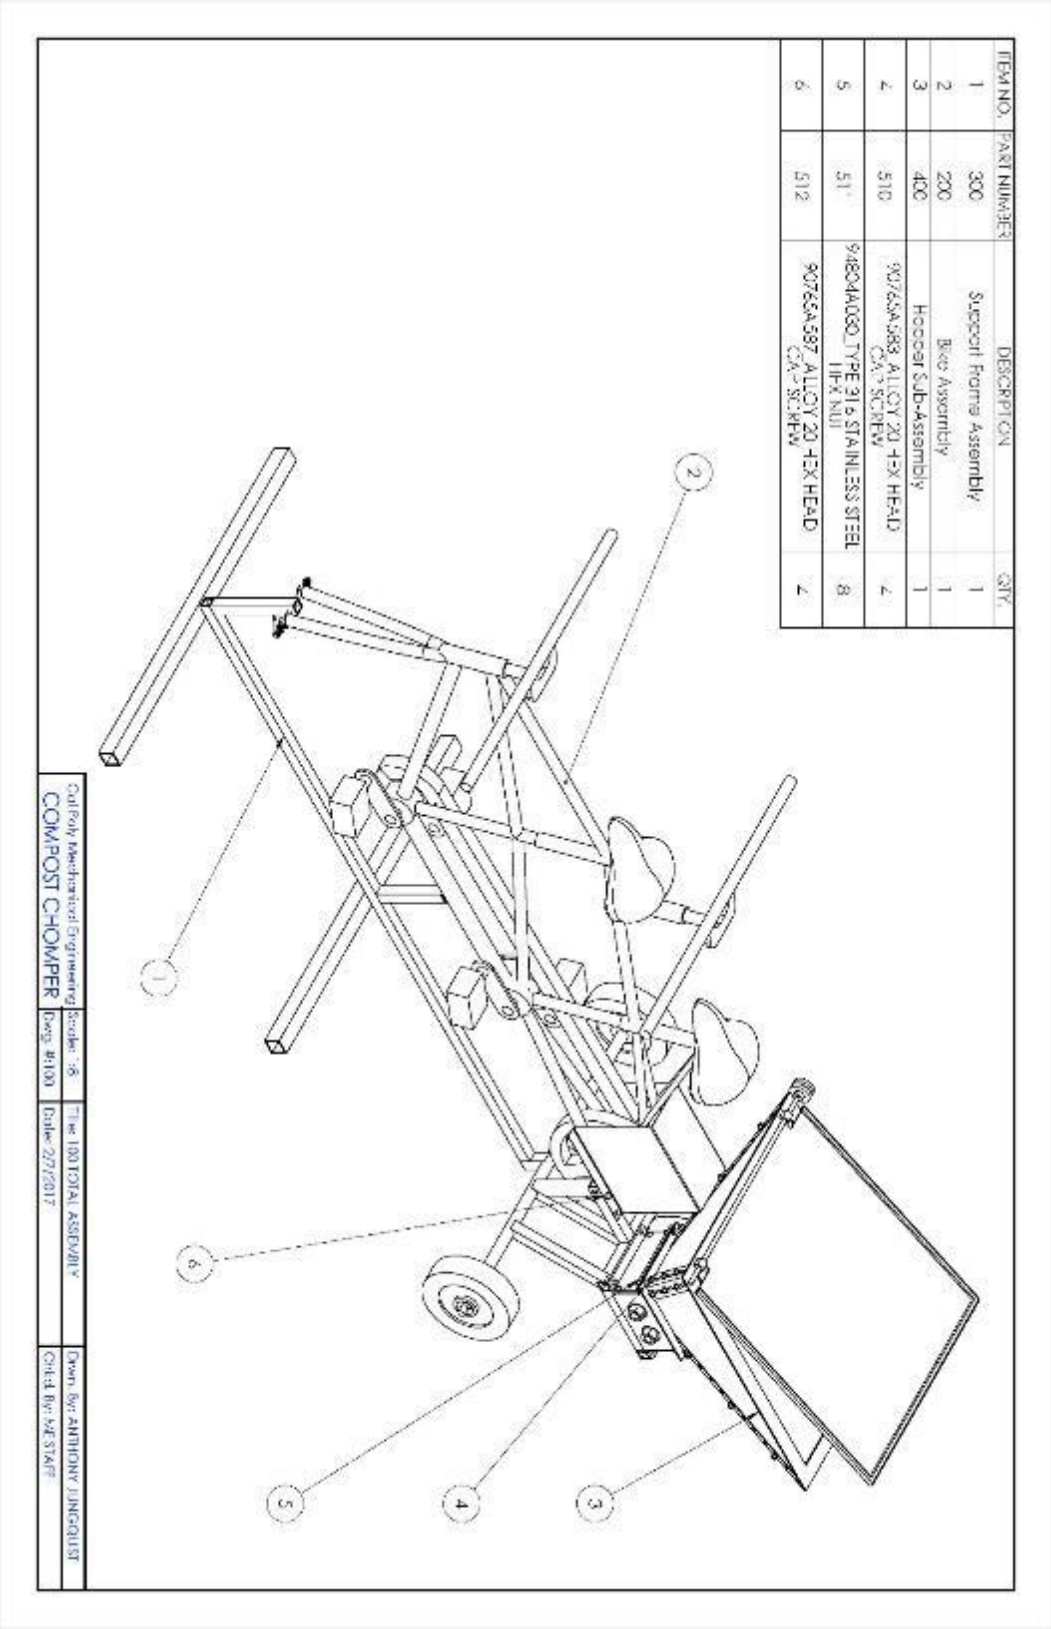 ITEM NO. PART NUMBER DESCRIPTION QTY.
1 300 Support Frame Assembly 1
2 200 Bike Assembly 1
3 400 Hopper Sub-Assembly 1
4 510 90765A583_ALLOY 20 HEX HEAD 4
CAP SCREW
5 511 94804A030_TYPE 316 STAINLESS STEEL 8
HEX NUT
6 512 90765A587_ALLOY 20 HEX HEAD 4
CAP SCREW
2
1
6
5
4
3
Cal Poly Mechanical Engineering Scale: 1:8 Title: 100 TOTAL ASSEMBLY Drwn. By: ANTHONY JUNGQUIST
COMPOST CHOMPER Dwg. #:100 Date: 2/7/2017 Chkd. By: ME STAFF